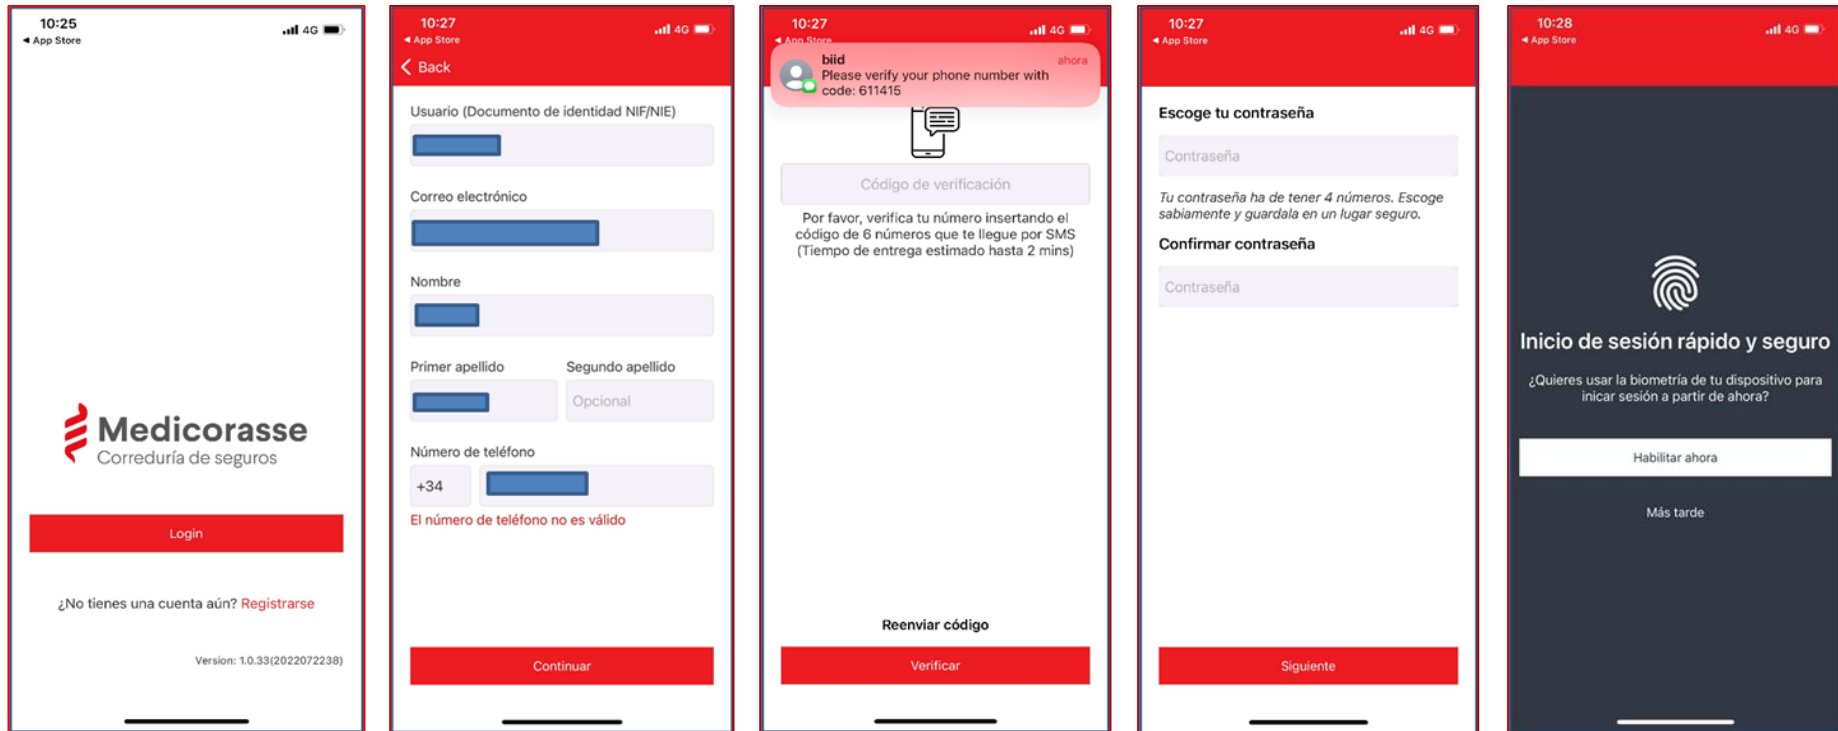 10:25
4G
◄ App Store
Medicorasse
Correduría de seguros
Login
¿No tienes una cuenta aún? Registrarse
Version: 1.0.33(2022072238)
10:27
4G
◄ App Store
Back
Usuario (Documento de identidad NIF/NIE)
Correo electrónico
Nombre
Primer apellido
Segundo apellido
Opcional
Número de teléfono
+34
El número de teléfono no es válido
Continuar
10:27
4G
◄ App Store
biid
ahora
Please verify your phone number with
code: 611415
Código de verificación
Por favor, verifica tu número insertando el
código de 6 números que te llegue por SMS
(Tiempo de entrega estimado hasta 2 mins)
Reenviar código
Verificar
10:27
4G
◄ App Store
Escoge tu contraseña
Contraseña
Tu contraseña ha de tener 4 números. Escoge
sabiamente y guardala en un lugar seguro.
Confirmar contraseña
Contraseña
Siguiente
10:28
4G
◄ App Store
Inicio de sesión rápido y seguro
¿Quieres usar la biometría de tu dispositivo para
inicar sesión a partir de ahora?
Habilitar ahora
Más tarde